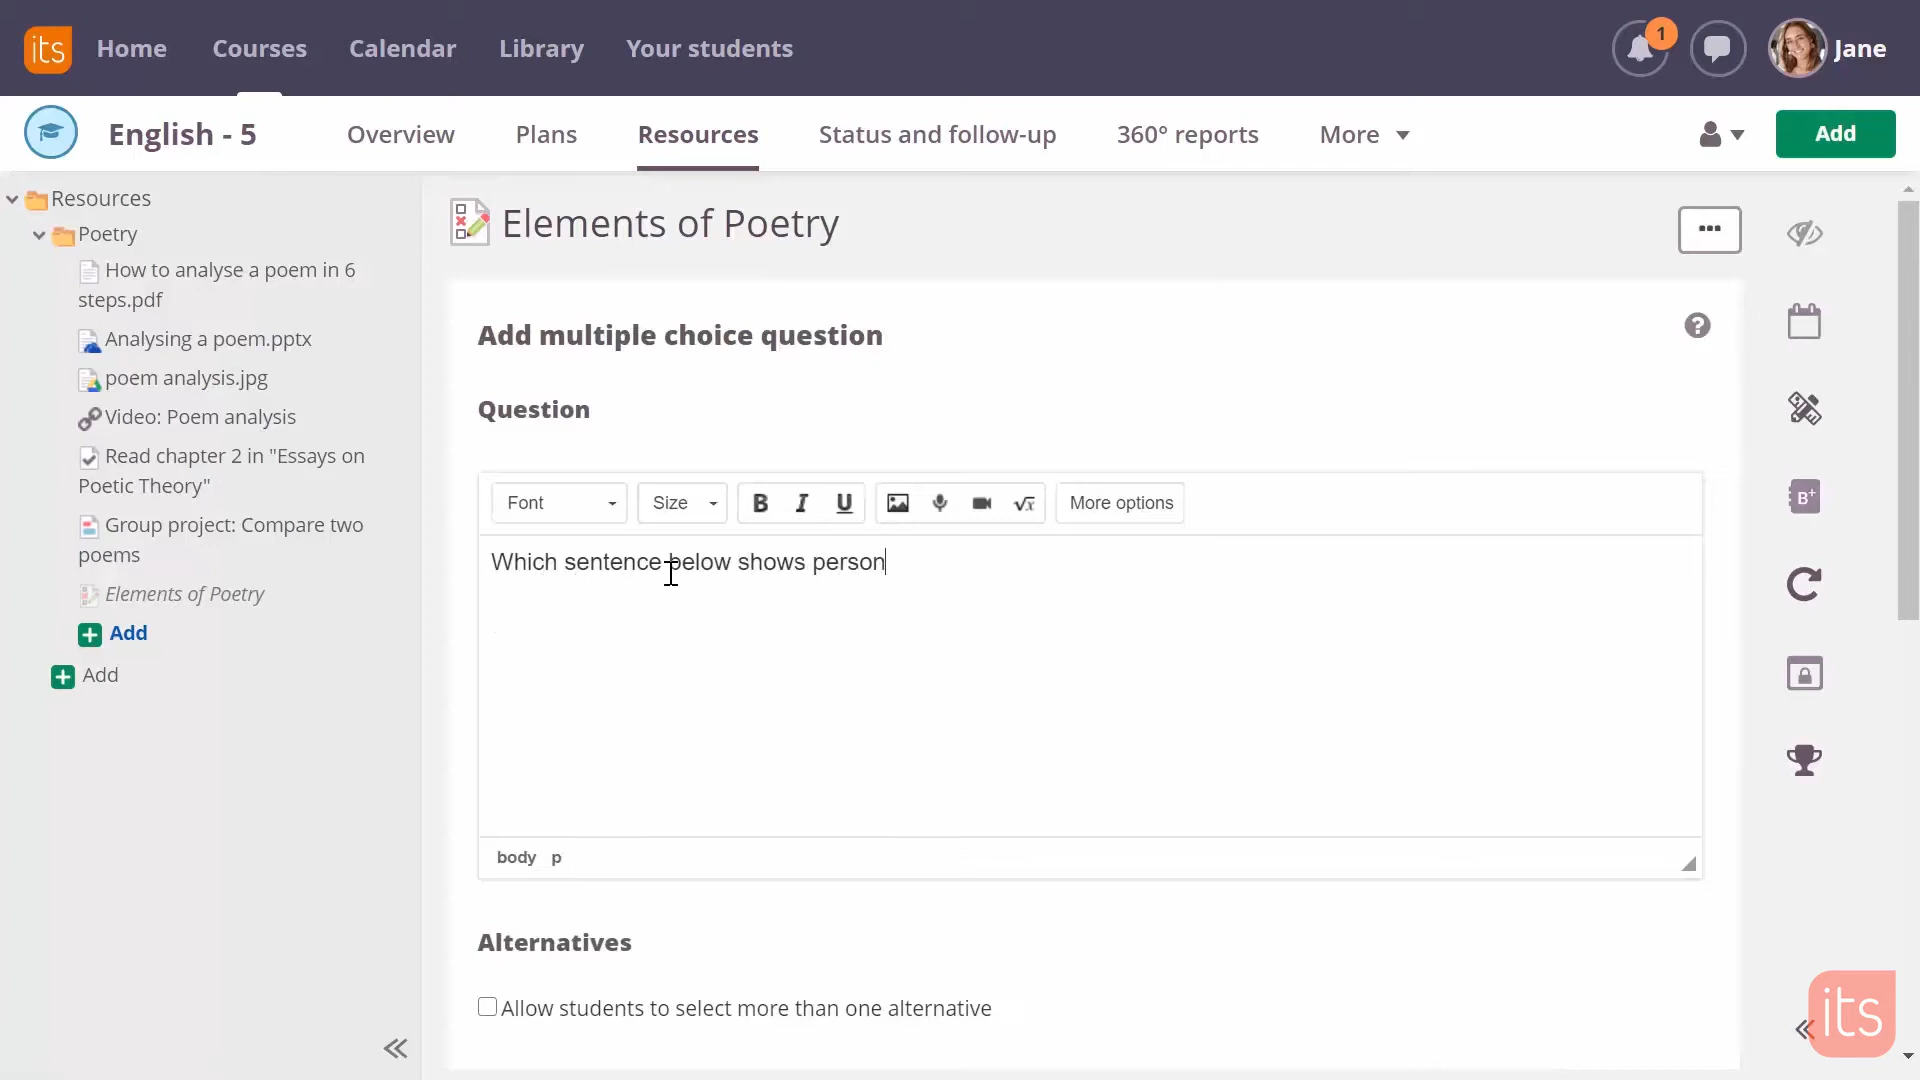 its
Home
Courses
Calendar
Library
Your students
1
Jane
English - 5
Overview
Plans
Resources
Status and follow-up
360° reports
More
Add
Resources
Poetry
How to analyse a poem in 6
steps.pdf
Analysing a poem.pptx
poem analysis.jpg
Video: Poem analysis
Read chapter 2 in "Essays on
Poetic Theory"
Group project: Compare two
poems
Elements of Poetry
Add
Add
Elements of Poetry
Add multiple choice question
?
Question
Font
Size
B
I
U
√x
More options
Which sentence below shows person
body p
Alternatives
Allow students to select more than one alternative
B+
its